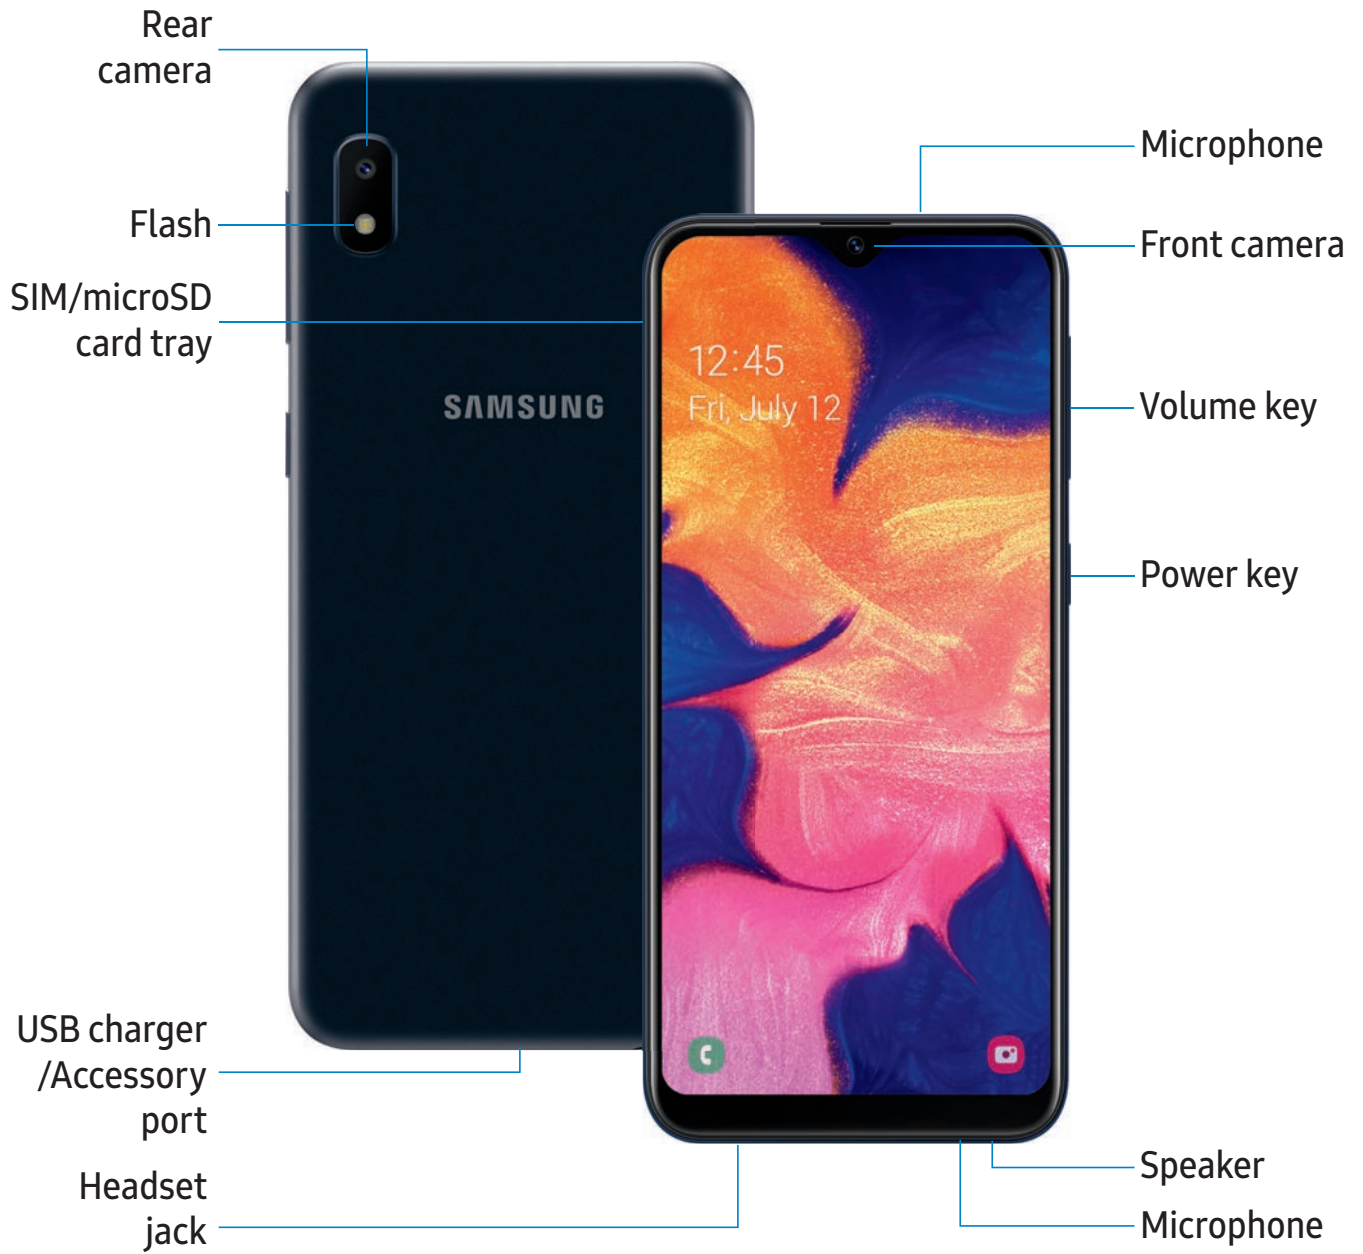 Rear
camera
Flash
SIM/microSD
card tray
SAMSUNG
USB charger
/Accessory
port
Headset
jack
12:45
Fri, July 12
Microphone
Front camera
Volume key
Power key
Speaker
Microphone